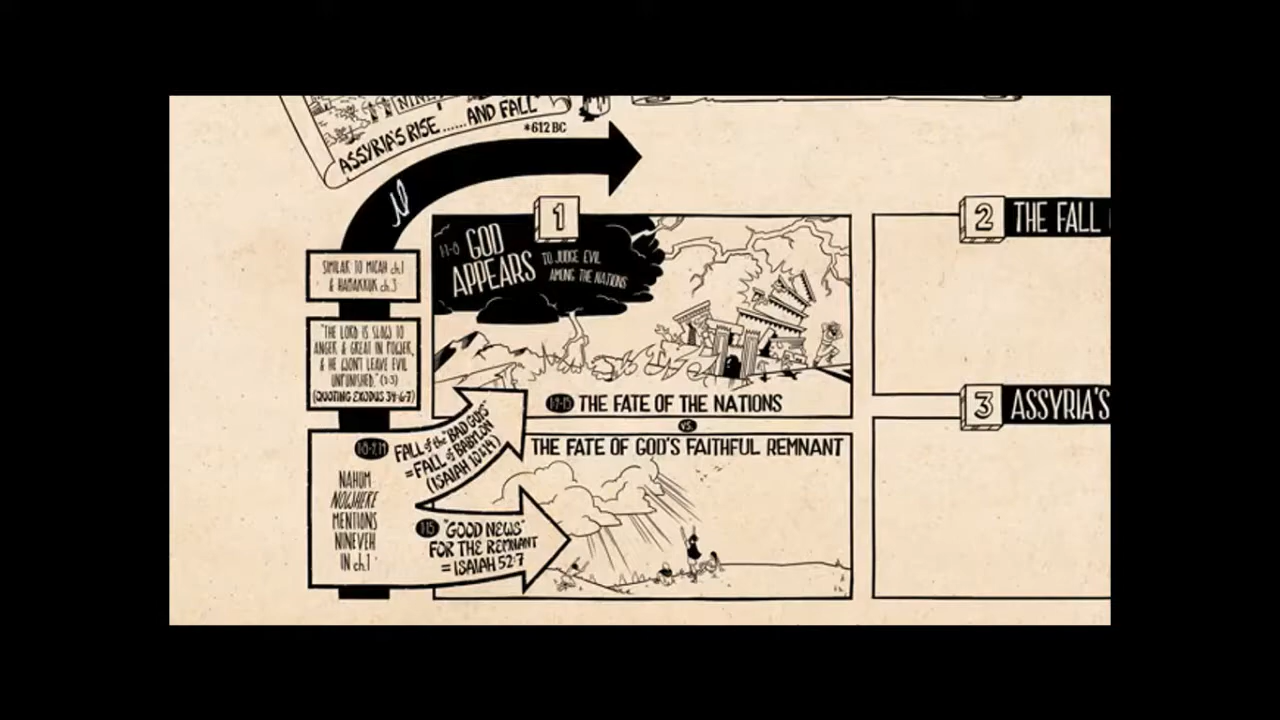 ASSYRIA'S RISE ...... AND FALL
*612 BC
1
1:1-8
GOD
APPEARS
TO JUDGE EVIL
AMONG THE NATIONS
2
THE FALL
SIMILAR TO MICAH ch.1
& HABAKKUK ch.3
"THE LORD IS SLOW TO
ANGER & GREAT IN POWER,
& HE WON'T LEAVE EVIL
UNPUNISHED." (1:3)
(QUOTING EXODUS 34:6-7)
1:9-15 THE FATE OF THE NATIONS
VS.
THE FATE OF GOD'S FAITHFUL REMNANT
3
ASSYRIA'S
FALL of the "BAD GUYS"
= FALL of BABYLON
(ISAIAH 10 & 14)
NAHUM
NOWHERE
MENTIONS
NINEVEH
IN ch.1
1:15 "GOOD NEWS"
FOR THE REMNANT
= ISAIAH 52:7